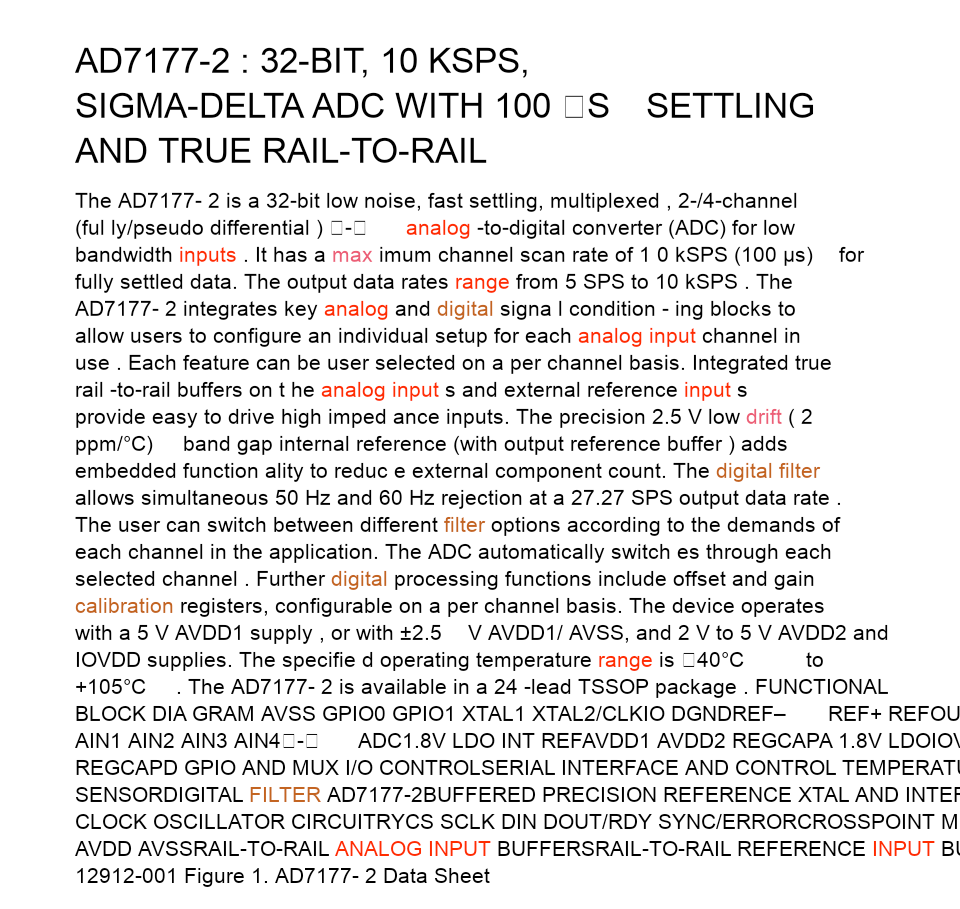 AD7177-2 : 32-BIT, 10 KSPS,
SIGMA-DELTA ADC WITH 100 □S SETTLING
AND TRUE RAIL-TO-RAIL
The AD7177- 2 is a 32-bit low noise, fast settling, multiplexed , 2-/4-channel
(ful ly/pseudo differential ) □-□ analog -to-digital converter (ADC) for low
bandwidth inputs . It has a max imum channel scan rate of 1 0 kSPS (100 µs) for
fully settled data. The output data rates range from 5 SPS to 10 kSPS . The
AD7177- 2 integrates key analog and digital signa l condition - ing blocks to
allow users to configure an individual setup for each analog input channel in
use . Each feature can be user selected on a per channel basis. Integrated true
rail -to-rail buffers on t he analog input s and external reference input s
provide easy to drive high imped ance inputs. The precision 2.5 V low drift ( 2
ppm/°C) band gap internal reference (with output reference buffer ) adds
embedded function ality to reduc e external component count. The digital filter
allows simultaneous 50 Hz and 60 Hz rejection at a 27.27 SPS output data rate .
The user can switch between different filter options according to the demands of
each channel in the application. The ADC automatically switch es through each
selected channel . Further digital processing functions include offset and gain
calibration registers, configurable on a per channel basis. The device operates
with a 5 V AVDD1 supply , or with ±2.5 V AVDD1/ AVSS, and 2 V to 5 V AVDD2 and
IOVDD supplies. The specifie d operating temperature range is □40°C to
+105°C . The AD7177- 2 is available in a 24 -lead TSSOP package . FUNCTIONAL
BLOCK DIA GRAM AVSS GPIO0 GPIO1 XTAL1 XTAL2/CLKIO DGNDREF– REF+ REFOU
AIN1 AIN2 AIN3 AIN4□-□ ADC1.8V LDO INT REFAVDD1 AVDD2 REGCAPA 1.8V LDOIOV
REGCAPD GPIO AND MUX I/O CONTROLSERIAL INTERFACE AND CONTROL TEMPERATU
SENSORDIGITAL FILTER AD7177-2BUFFERED PRECISION REFERENCE XTAL AND INTER
CLOCK OSCILLATOR CIRCUITRYCS SCLK DIN DOUT/RDY SYNC/ERRORCROSSPOINT M
AVDD AVSSRAIL-TO-RAIL ANALOG INPUT BUFFERSRAIL-TO-RAIL REFERENCE INPUT BU
12912-001 Figure 1. AD7177- 2 Data Sheet